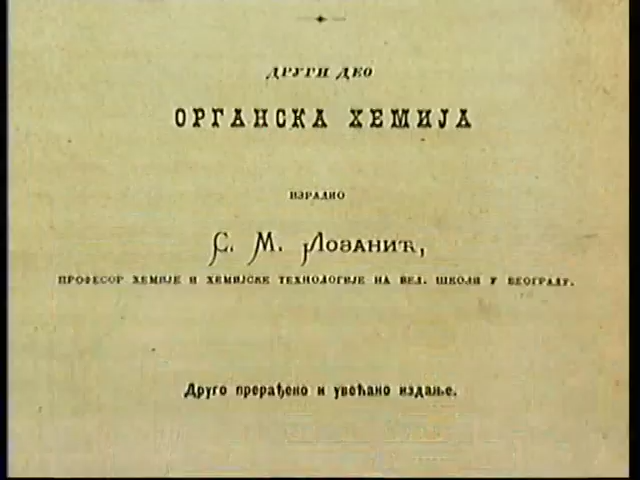 ДРУГИ ДЕО
ОРГАНСКА ХЕМИЈА
ИЗРАДИО
С. М. Лозанић,
ПРОФЕСОР ХЕМИЈЕ И ХЕМИЈСКЕ ТЕХНОЛОГИЈЕ НА ВЕЛ. ШКОЛИ У БЕОГРАДУ.
Друго прерађено и увећано издање.